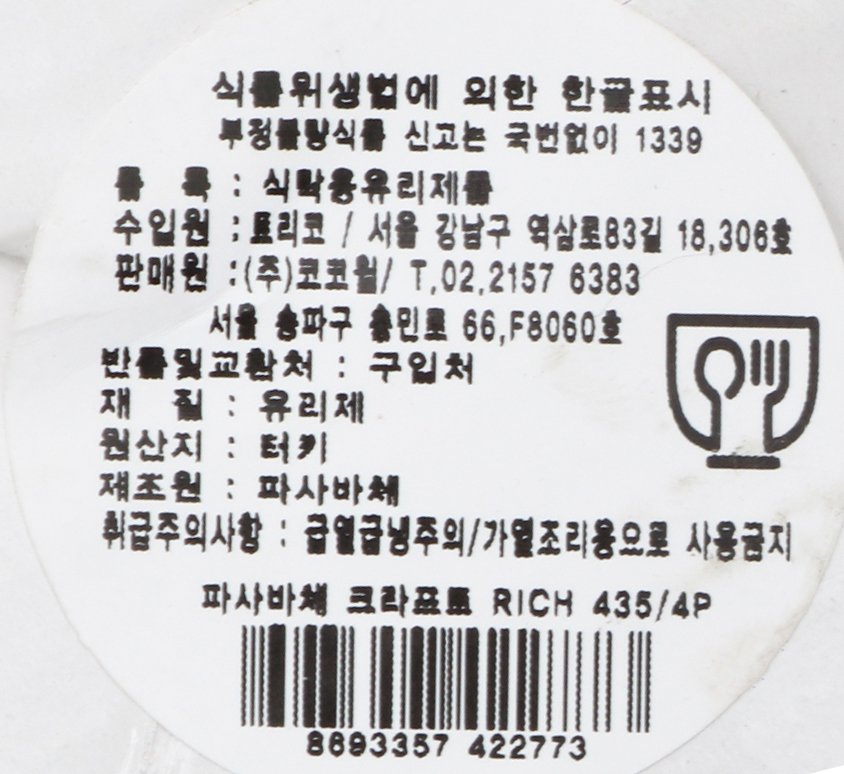 식품위생법에 의한 한글표시
부정불량식품 신고는 국번없이 1339
품 목 : 식탁용유리제품
수입원 : 토리코 / 서울 강남구 역삼로83길 18,306호
판매원 :(주)코코월/ T,02,2157 6383
서울 송파구 충민로 66,F8060호
반품및교환처 : 구입처
재 질 : 유리제
원산지 : 터키
제조원 : 파사바체
취급주의사항 : 급열급냉주의/가열조리용으로 사용금지
파사바체 크라프트 RICH 435/4P
8693357 422773